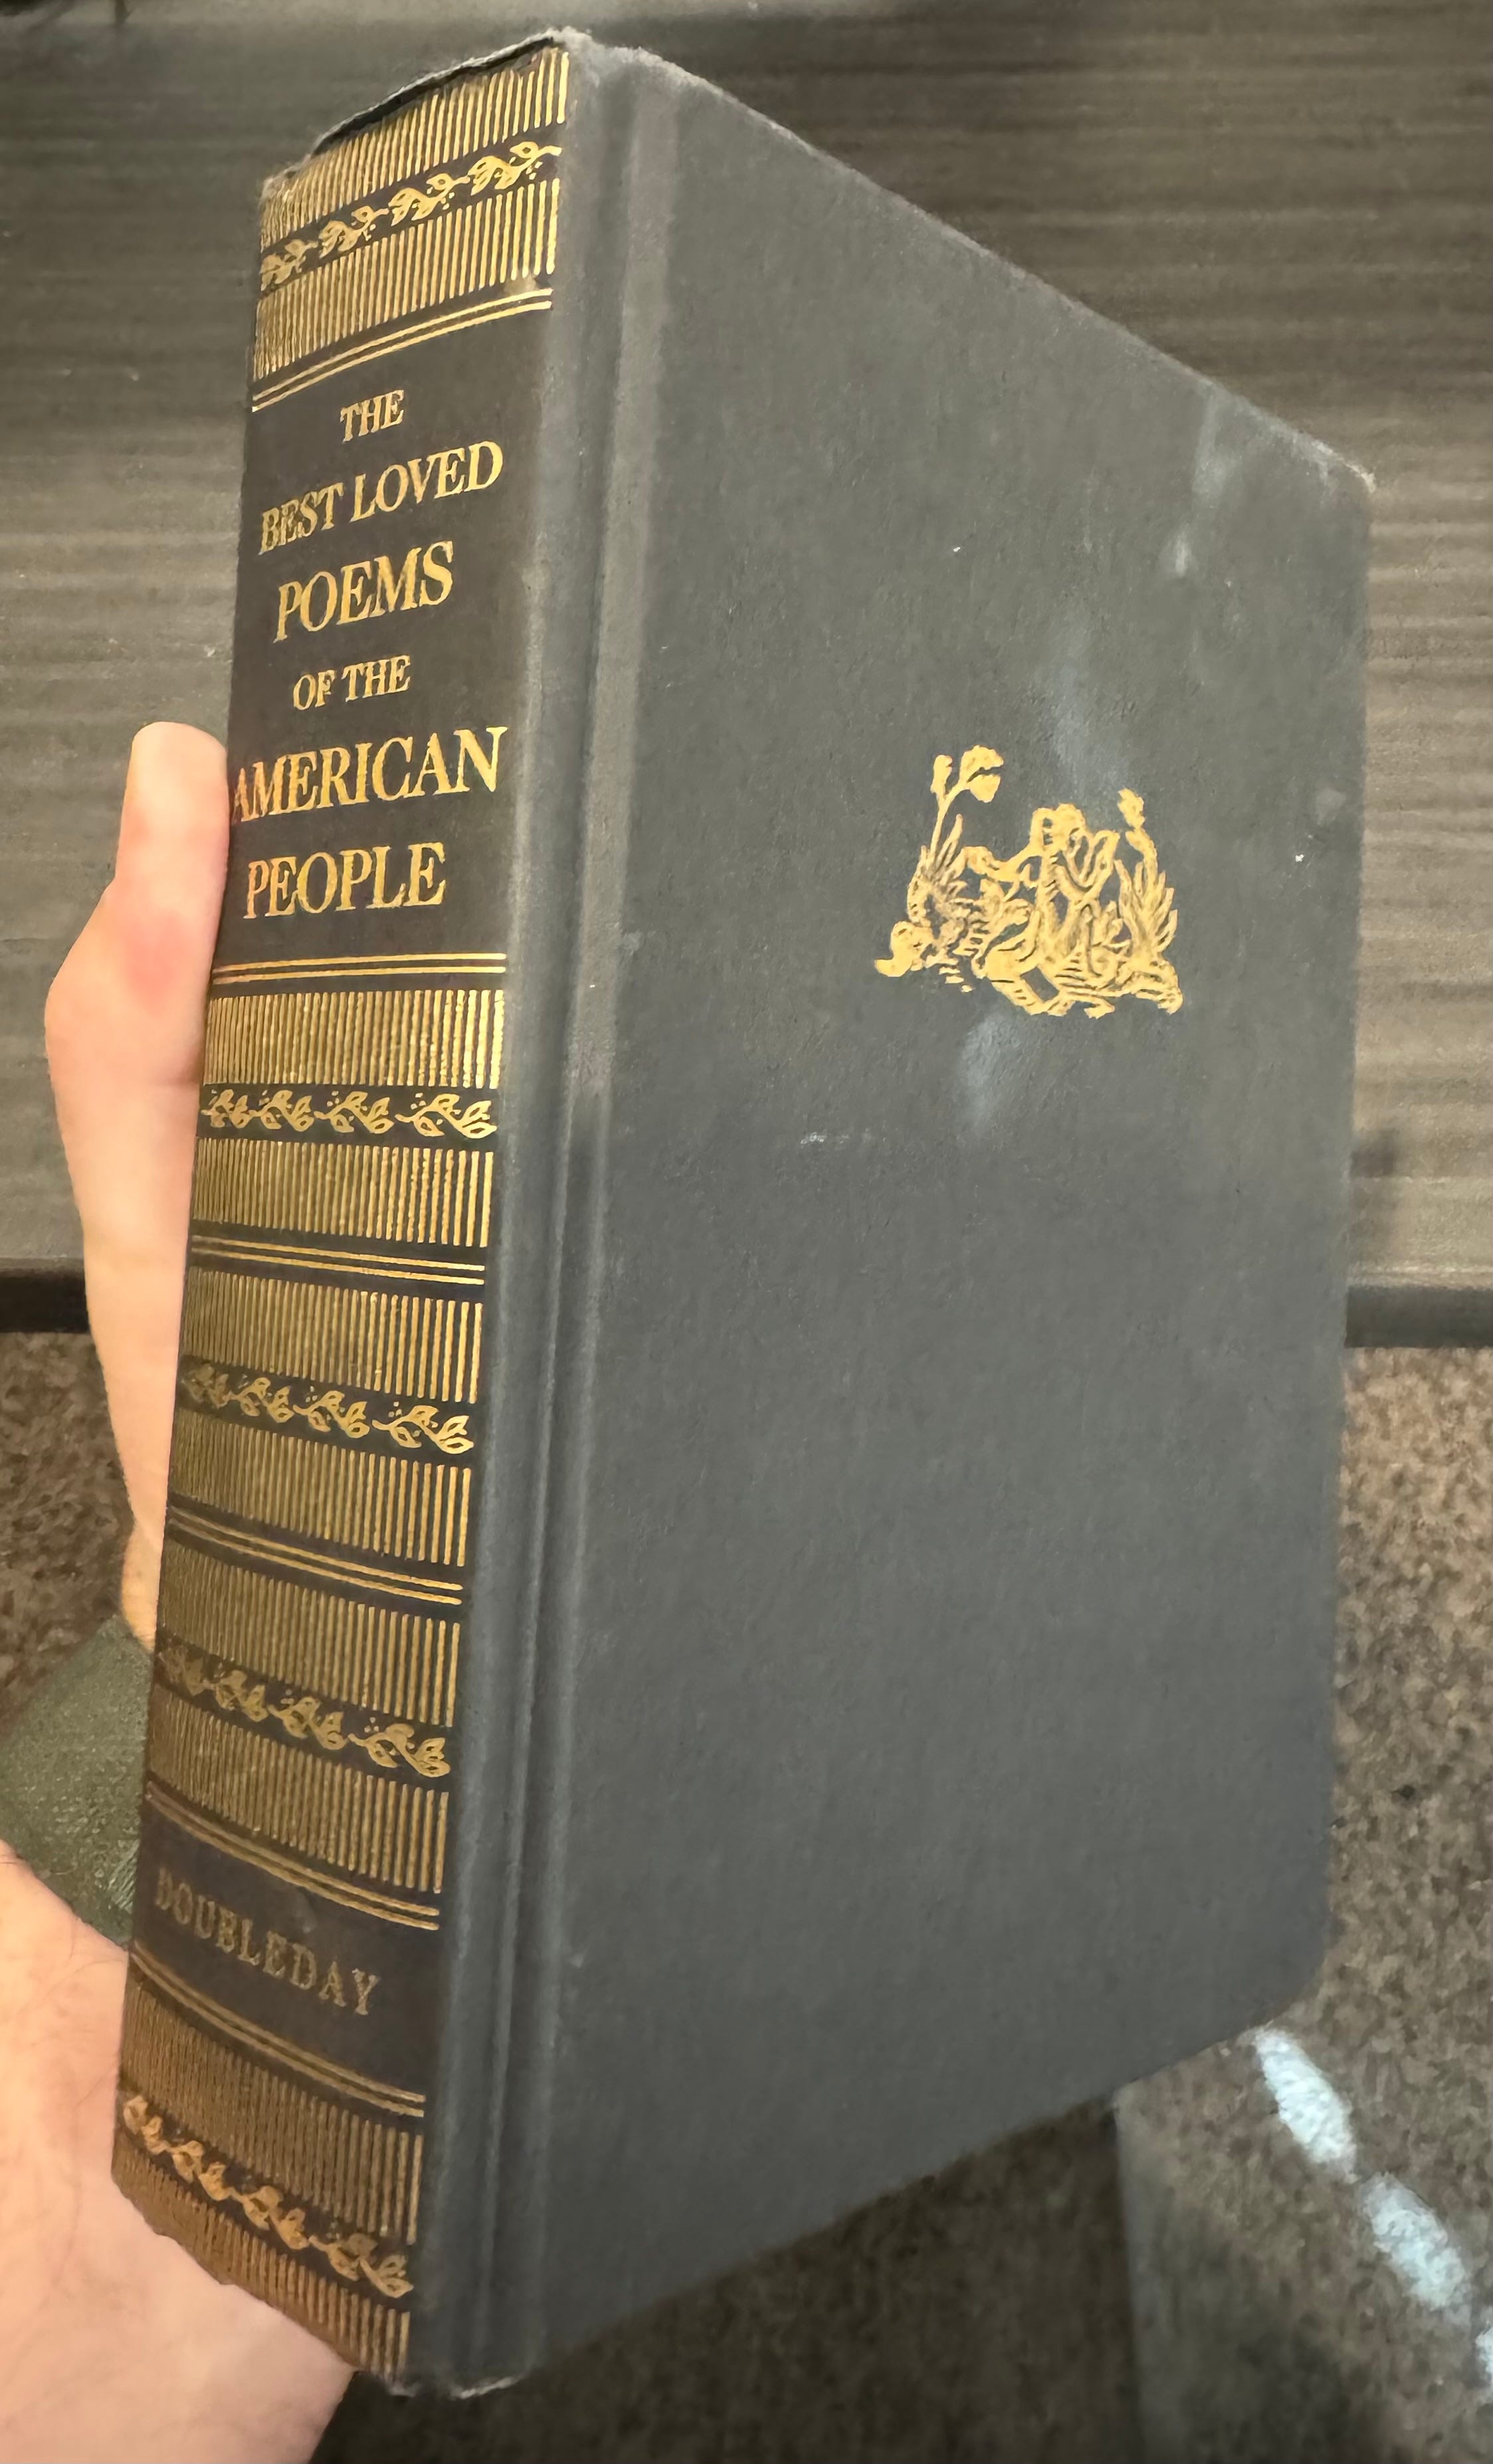 THE
BEST LOVED
POEMS
OF THE
AMERICAN
PEOPLE
DOUBLEDAY